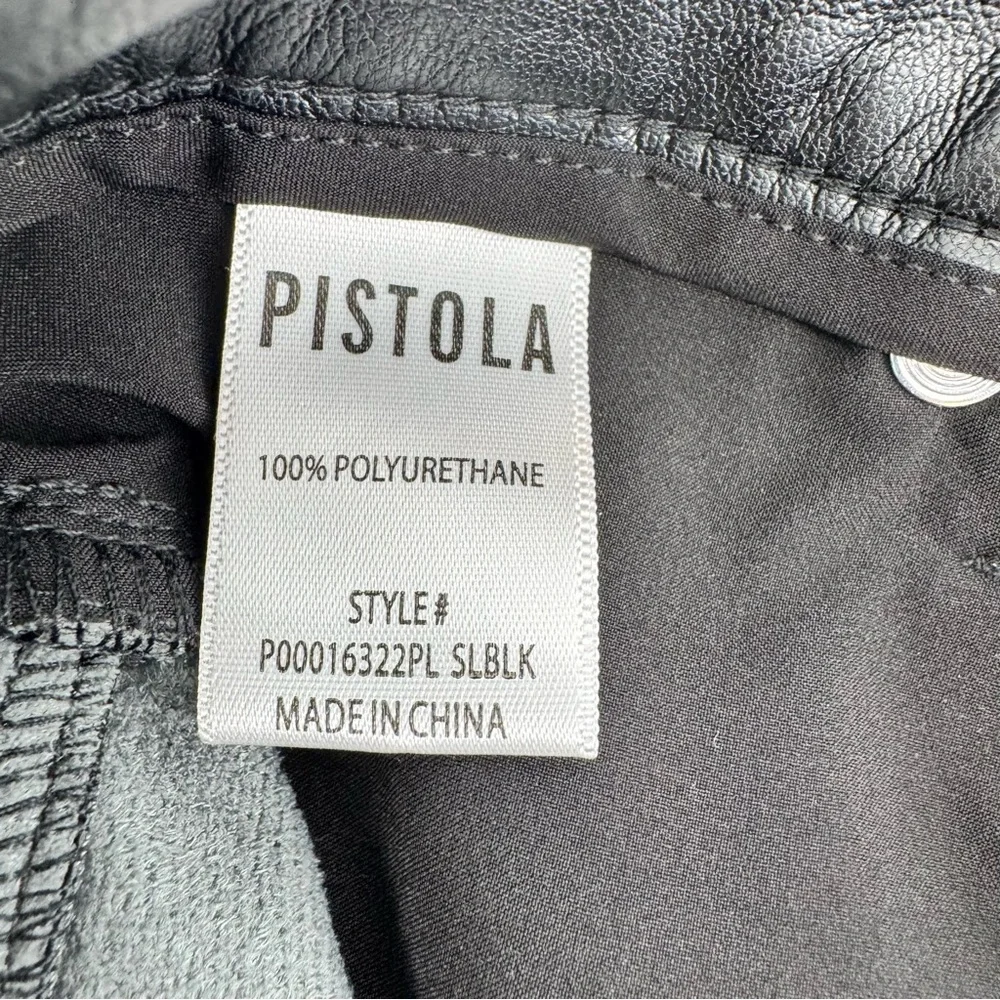 PISTOLA
100% POLYURETHANE
STYLE#
P00016322PL SLBLK
MADE IN CHINA